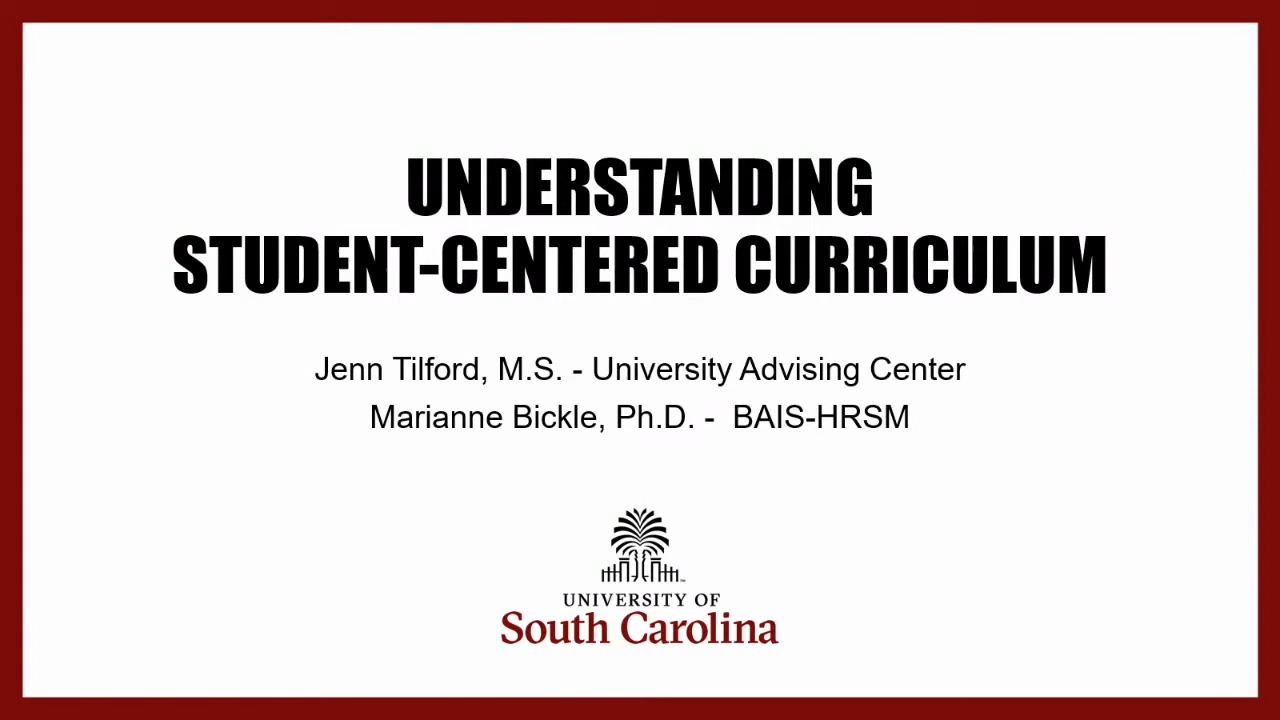 UNDERSTANDING
STUDENT-CENTERED CURRICULUM
Jenn Tilford, M.S. - University Advising Center
Marianne Bickle, Ph.D. -  BAIS-HRSM
UNIVERSITY OF
South Carolina